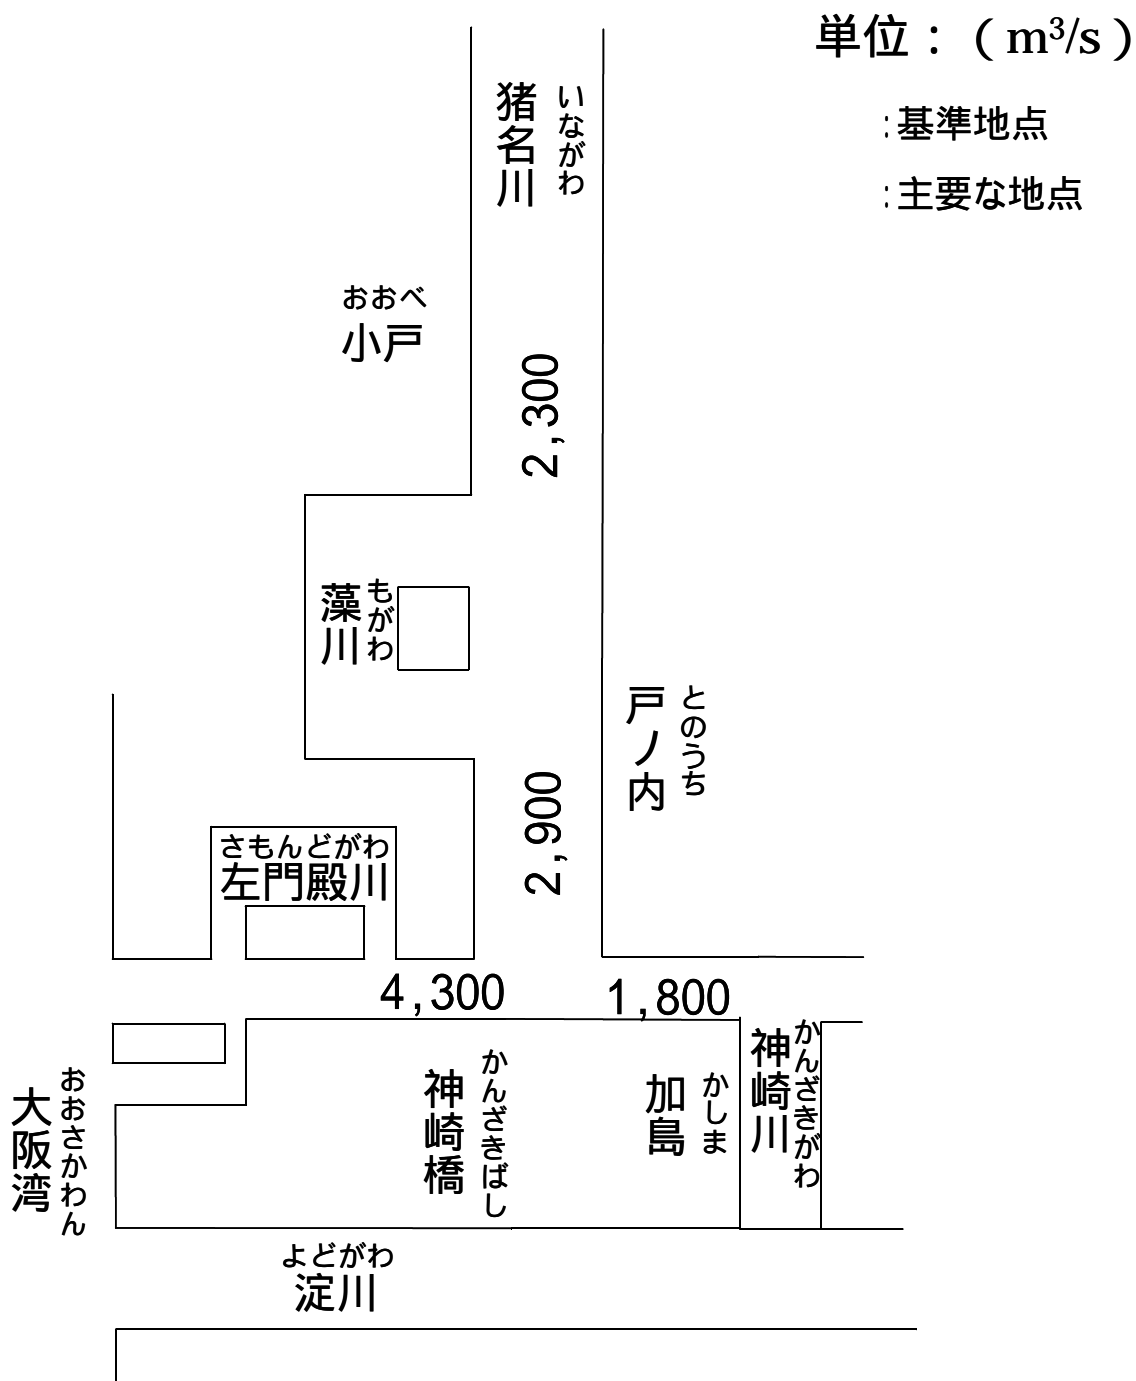 単位：（m³/s）
:基準地点
:主要な地点
猪名川
いながわ
おおべ
小戸
2,300
藻川
もがわ
戸ノ内
とのうち
2,900
さもんどがわ
左門殿川
4,300
1,800
神崎川
かんざきがわ
加島
かしま
神崎橋
かんざきばし
大阪湾
おおさかわん
よどがわ
淀川